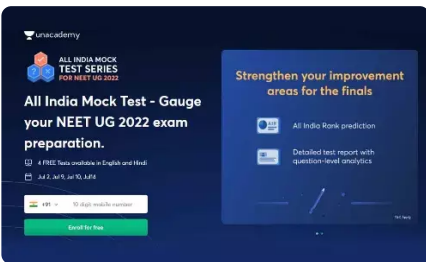 unacademy
ALL INDIA MOCK
TEST SERIES
FOR NEET UG 2022
All India Mock Test - Gauge
your NEET UG 2022 exam
preparation.
4 FREE Tests available in English and Hindi
Jul 2, Jul 9, Jul 10, Jul14
+91
10 digit mobile number
Enroll for free
Strengthen your improvement
areas for the finals
All India Rank prediction
Detailed test report with
question-level analytics